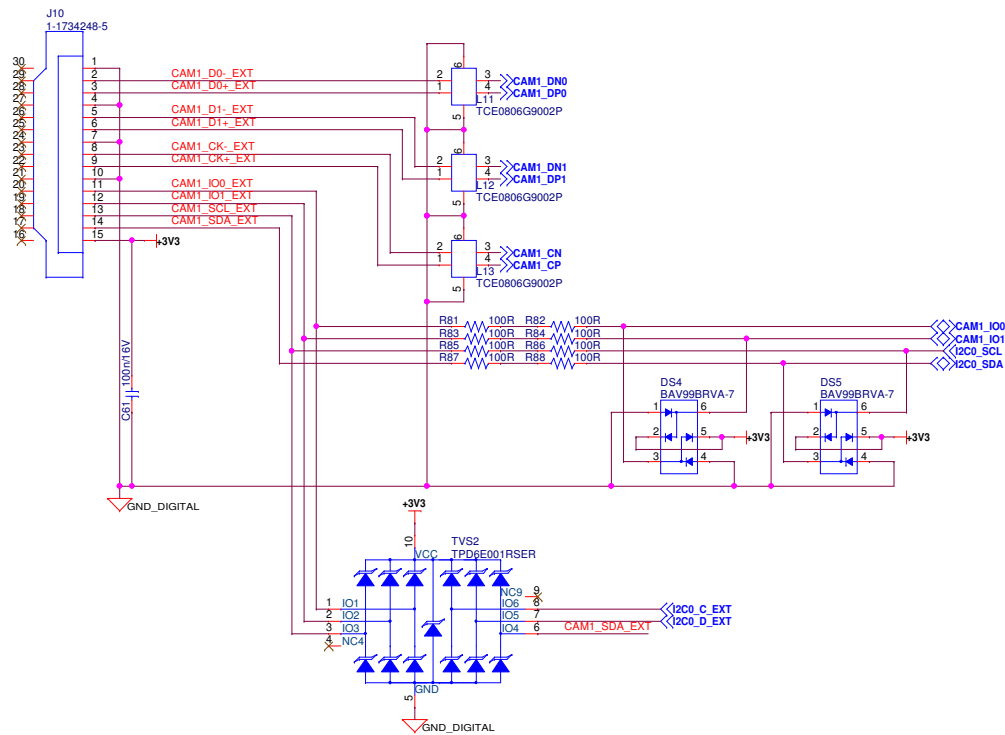 J10
1-1734248-5
30
29
28
27
26
25
24
23
22
21
20
19
18
17
16
1
2
3
4
5
6
7
8
9
10
11
12
13
14
15
CAM1_D0-_EXT
CAM1_D0+_EXT
CAM1_D1-_EXT
CAM1_D1+_EXT
CAM1_CK-_EXT
CAM1_CK+_EXT
CAM1_IO0_EXT
CAM1_IO1_EXT
CAM1_SCL_EXT
CAM1_SDA_EXT
+3V3
6
2 3 CAM1_DN0
1 4 CAM1_DP0
L11
5 TCE0806G9002P
6
2 3 CAM1_DN1
1 4 CAM1_DP1
L12
5 TCE0806G9002P
6
2 3 CAM1_CN
1 4 CAM1_CP
L13
5 TCE0806G9002P
R81 100R R82 100R CAM1_IO0
R83 100R R84 100R CAM1_IO1
R85 100R R86 100R I2C0_SCL
R87 100R R88 100R I2C0_SDA
C61 100n/16V
DS4
BAV99BRVA-7
1 6
2 5 +3V3
3 4
DS5
BAV99BRVA-7
1 6
2 5 +3V3
3 4
GND_DIGITAL
+3V3
10
VCC
TVS2
TPD6E001RSER
1 IO1
2 IO2
3 IO3
4 NC4
NC9 9
IO6 8 I2C0_C_EXT
IO5 7 I2C0_D_EXT
IO4 6 CAM1_SDA_EXT
GND
5
GND_DIGITAL